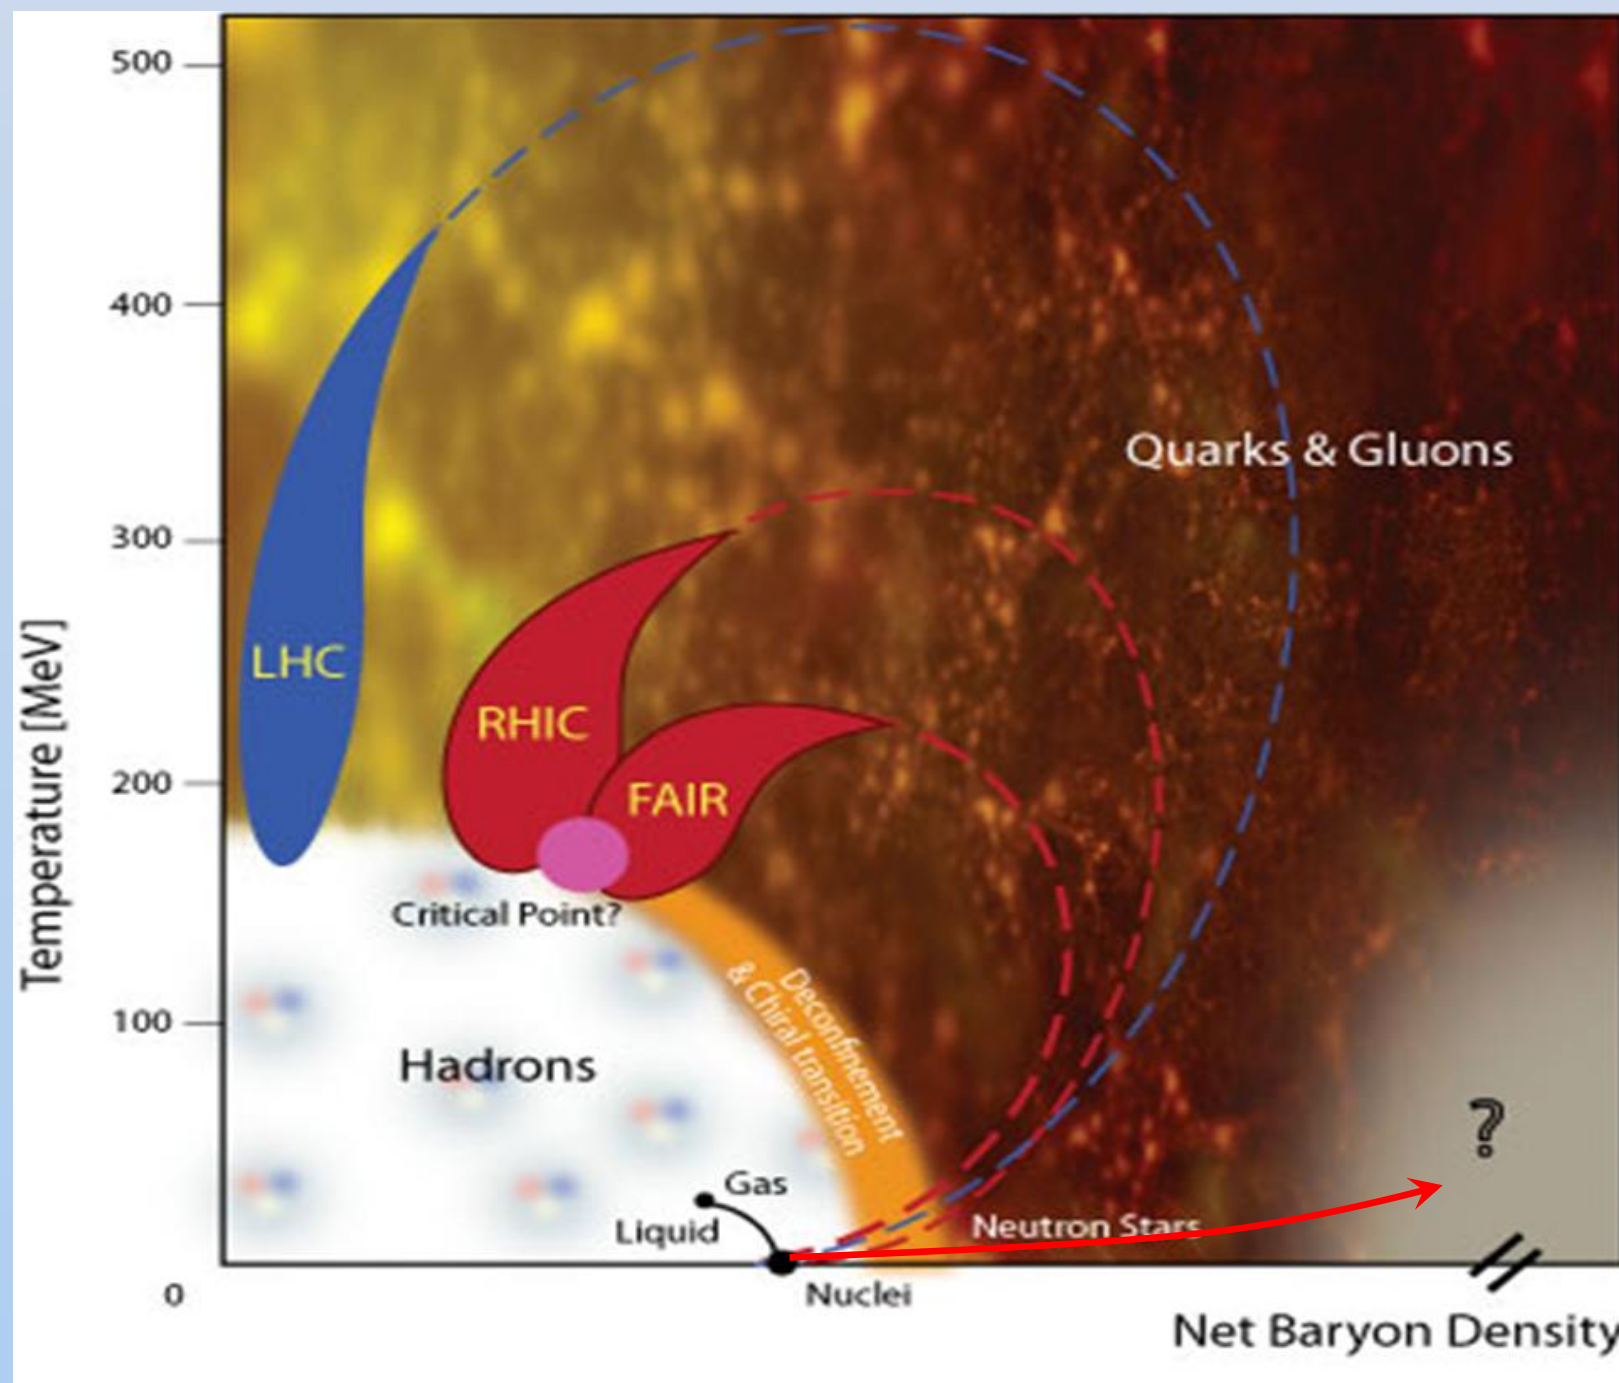 500
400
300
200
100
0
Temperature [MeV]
Quarks & Gluons
LHC
RHIC
FAIR
Critical Point?
Deconfinement
& Chiral transition
Hadrons
Gas
Liquid
Neutron Stars
?
Nuclei
Net Baryon Density